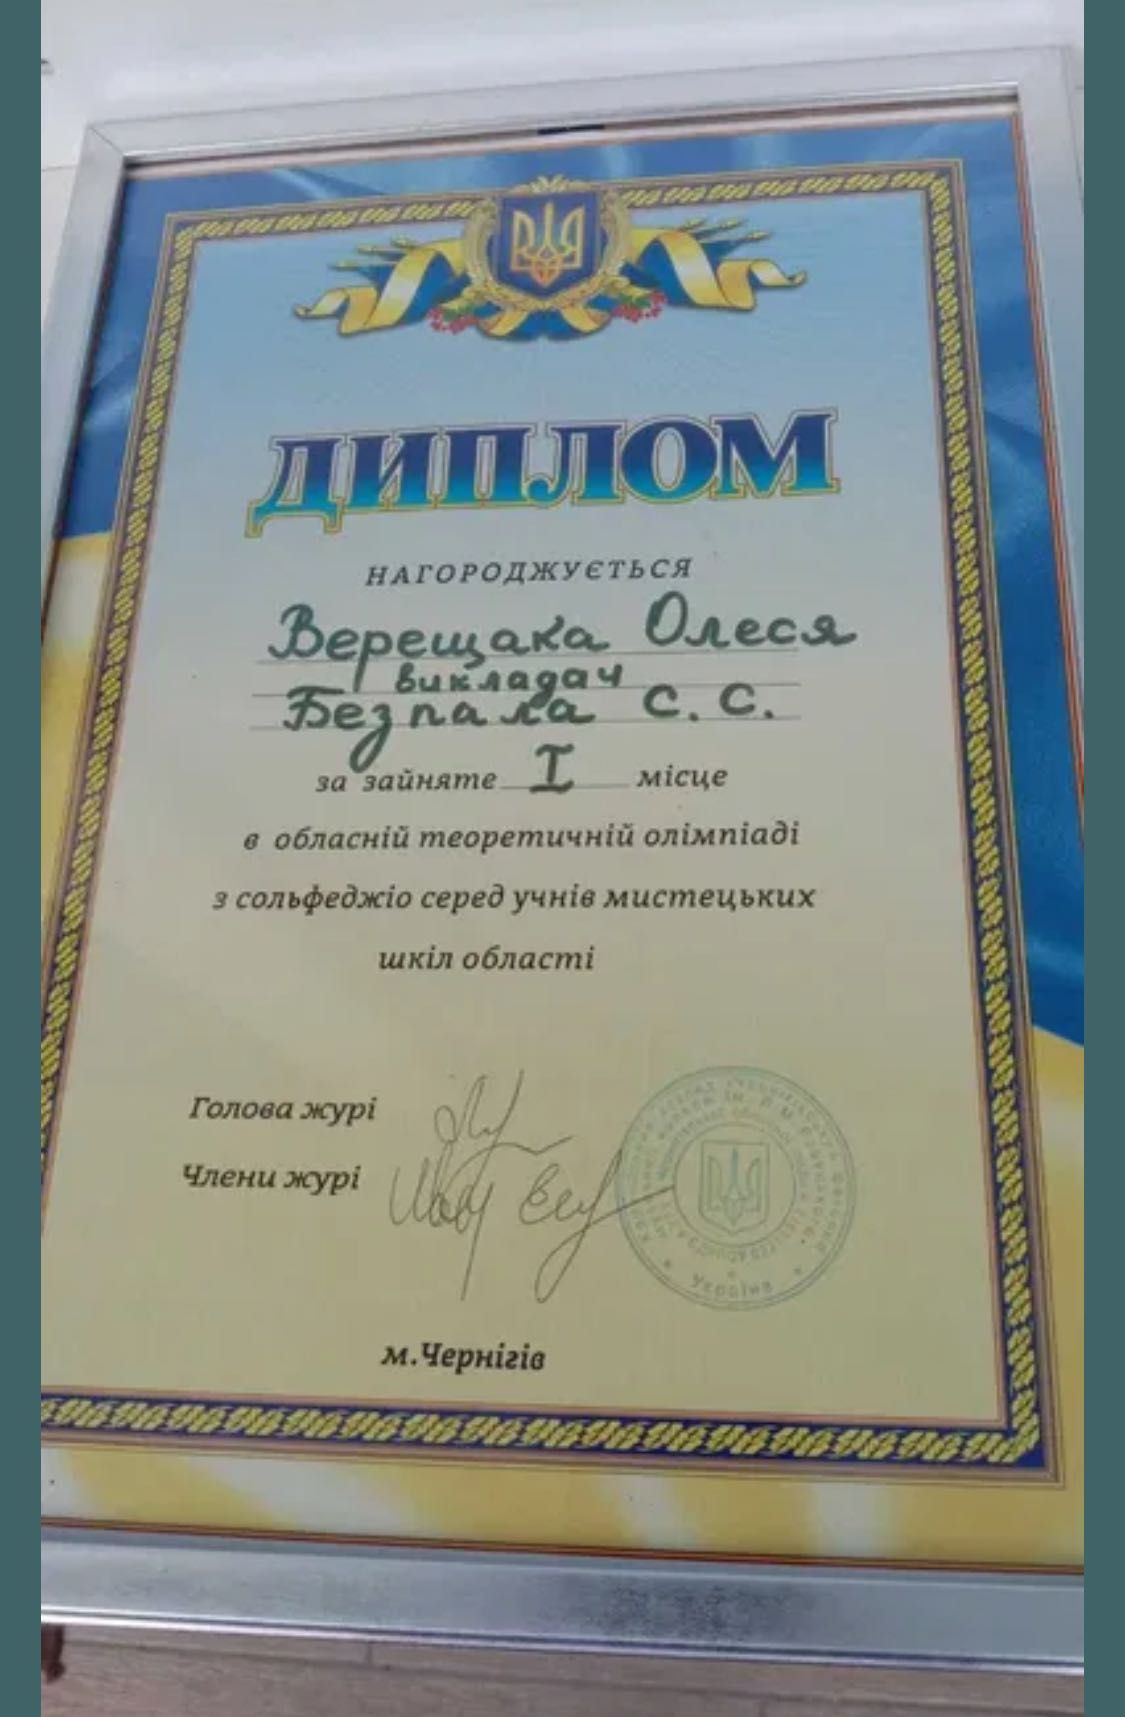 ДИПЛОМ
НАГОРОДЖУЄТЬСЯ
Верещака Олеся
викладач
Безпала С. С.
за зайняте I місце
в обласній теоретичній олімпіаді
з сольфеджіо серед учнів мистецьких
шкіл області
Голова журі
Члени журі
Україна
м.Чернігів